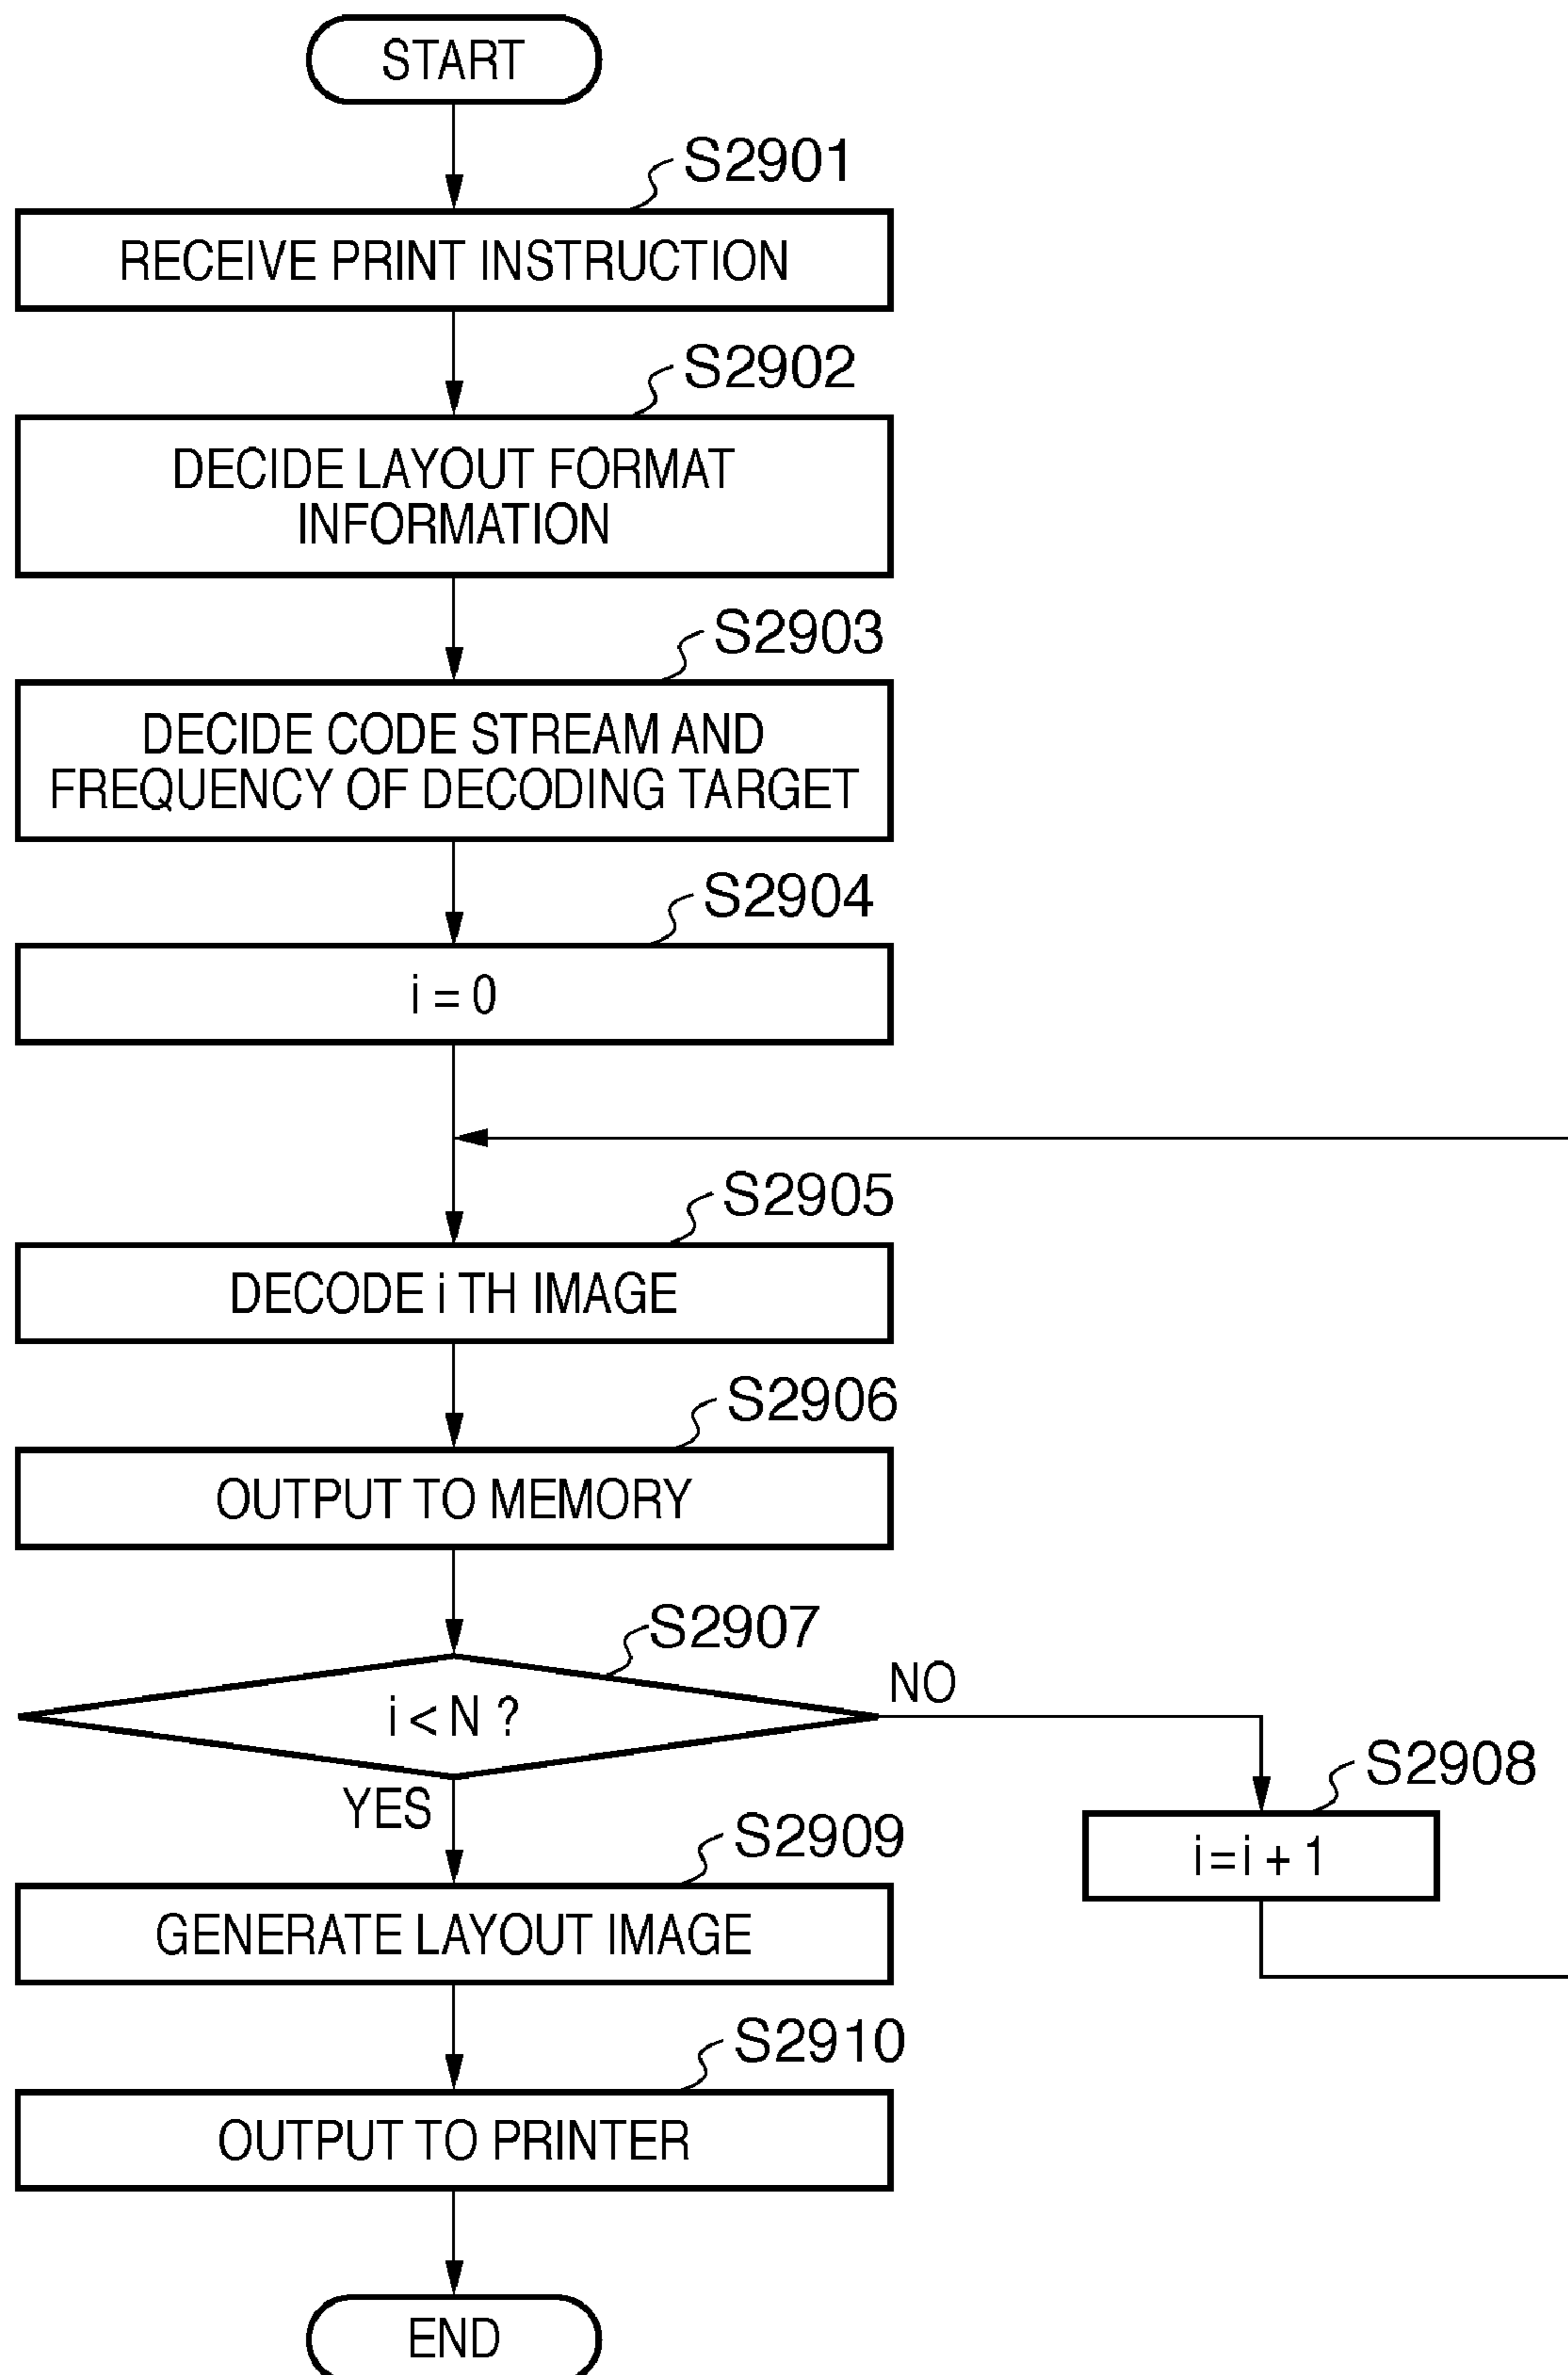 START
S2901
RECEIVE PRINT INSTRUCTION
S2902
DECIDE LAYOUT FORMAT
INFORMATION
S2903
DECIDE CODE STREAM AND
FREQUENCY OF DECODING TARGET
S2904
i = 0
S2905
DECODE i TH IMAGE
S2906
OUTPUT TO MEMORY
S2907
i < N ?
NO
YES
S2908
i = i + 1
S2909
GENERATE LAYOUT IMAGE
S2910
OUTPUT TO PRINTER
END